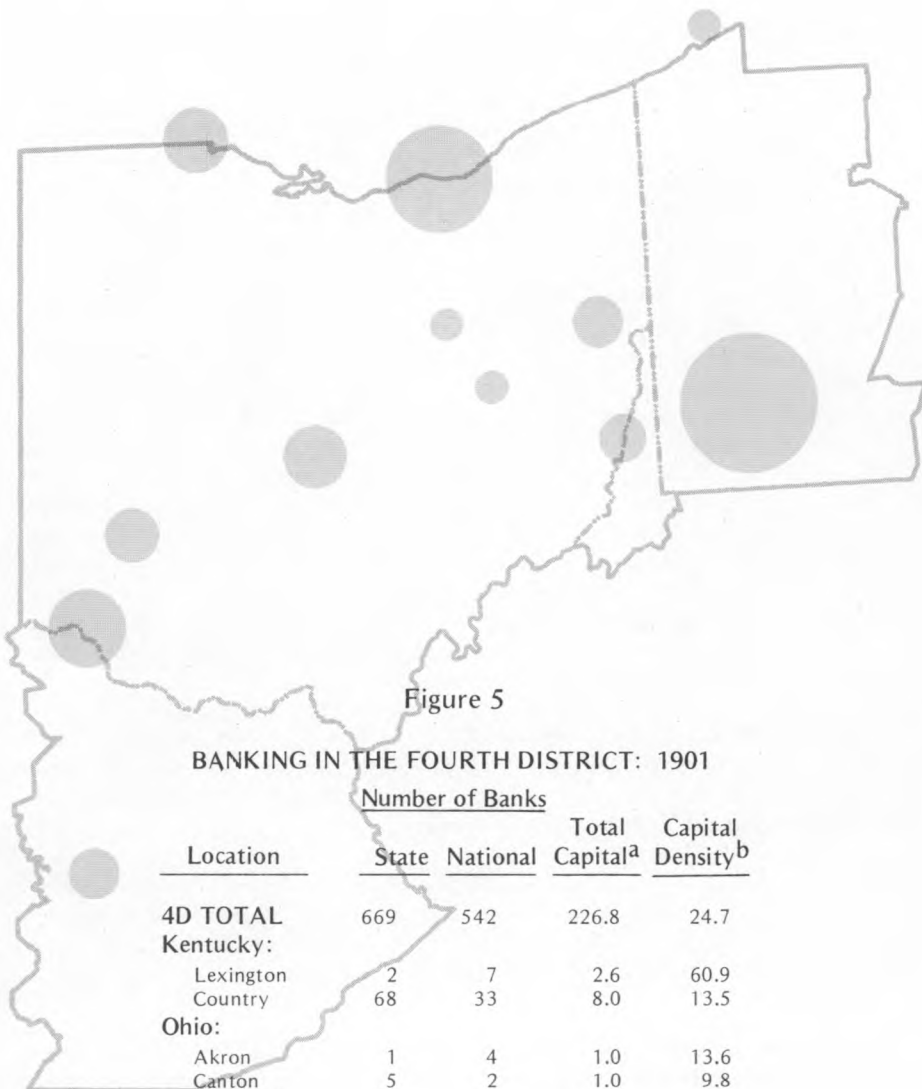 Figure 5
BANKING IN THE FOURTH DISTRICT: 1901
Number of Banks
Location State National Total Capitalᵃ Capital Densityᵇ
4D TOTAL 669 542 226.8 24.7
Kentucky:
Lexington 2 7 2.6 60.9
Country 68 33 8.0 13.5
Ohio:
Akron 1 4 1.0 13.6
Canton 5 2 1.0 9.8